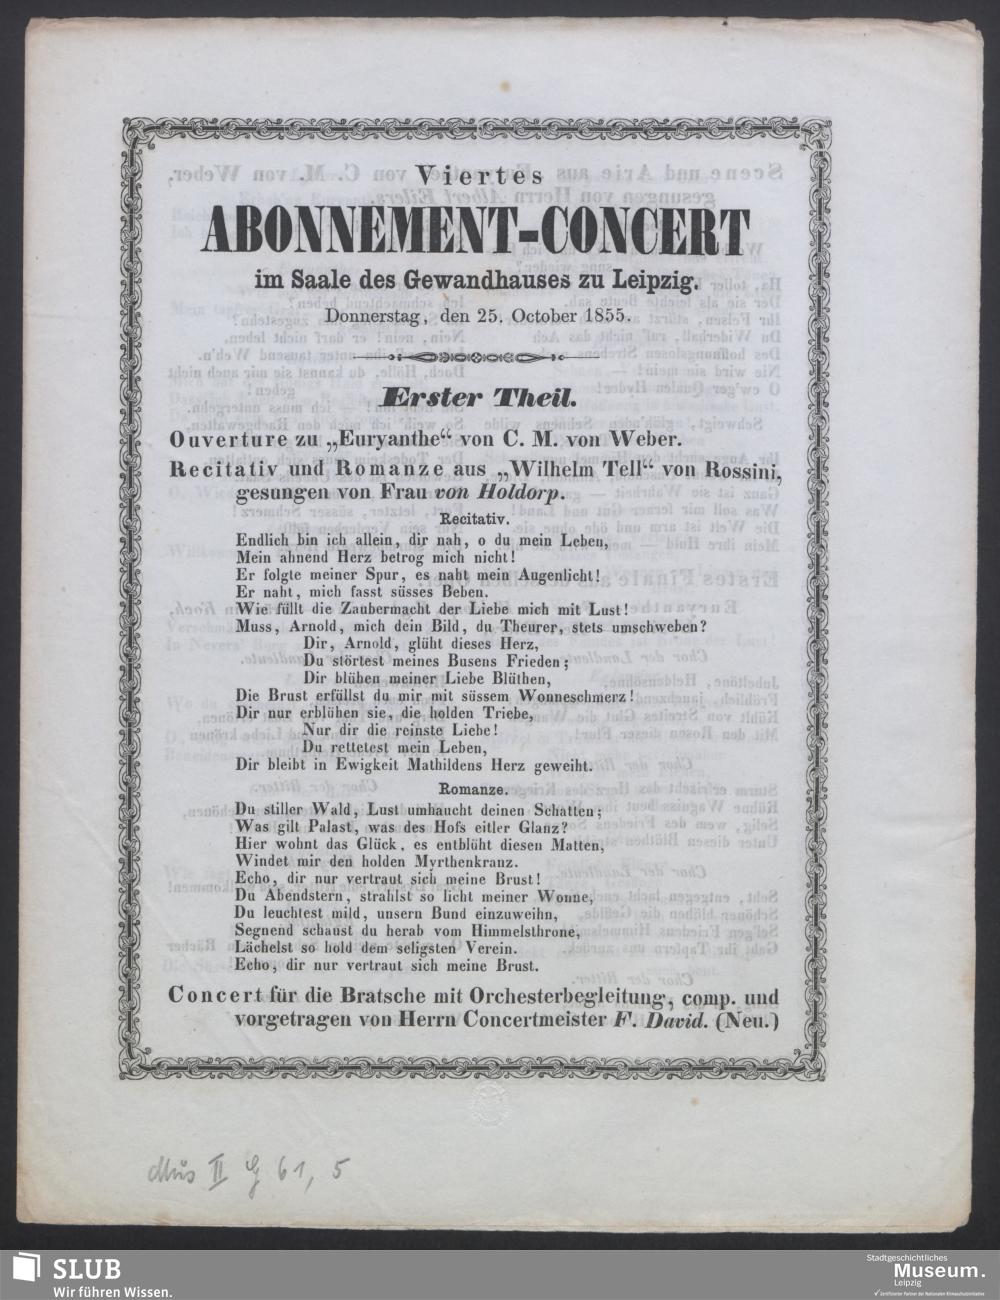 Viertes
ABONNEMENT-CONCERT
im Saale des Gewandhauses zu Leipzig.
Donnerstag, den 25. October 1855.
Erster Theil.
Ouverture zu „Euryanthe“ von C. M. von Weber.
Recitativ und Romanze aus „Wilhelm Tell“ von Rossini,
gesungen von Frau von Holdorp.
Recitativ.
Endlich bin ich allein, dir nah, o du mein Leben,
Mein ahnend Herz betrog mich nicht!
Er folgte meiner Spur, es naht mein Augenlicht!
Er naht, mich fasst süsses Beben.
Wie füllt die Zaubermacht der Liebe mich mit Lust!
Muss, Arnold, mich dein Bild, du Theurer, stets umschweben?
Dir, Arnold, glüht dieses Herz,
Du störtest meines Busens Frieden;
Dir blühen meiner Liebe Blüthen,
Die Brust erfüllst du mir mit süssem Wonneschmerz!
Dir nur erblühen sie, die holden Triebe,
Nur dir die reinste Liebe!
Du rettetest mein Leben,
Dir bleibt in Ewigkeit Mathildens Herz geweiht.
Romanze.
Du stiller Wald, Lust umhaucht deinen Schatten;
Was gilt Palast, was des Hofs eitler Glanz?
Hier wohnt das Glück, es entblüht diesen Matten,
Windet mir den holden Myrthenkranz.
Echo, dir nur vertraut sich meine Brust!
Du Abendstern, strahlst so licht meiner Wonne,
Du leuchtest mild, unsern Bund einzuweihn,
Segnend schaust du herab vom Himmelsthrone,
Lächelst so hold dem seligsten Verein.
Echo, dir nur vertraut sich meine Brust.
Concert für die Bratsche mit Orchesterbegleitung, comp. und
vorgetragen von Herrn Concertmeister F. David. (Neu.)
Mus II G 61, 5
SLUB
Wir führen Wissen.
Stadtgeschichtliches
Museum.
Leipzig
Zertifizierter Partner der Nationalen Klimaschutzinitiative